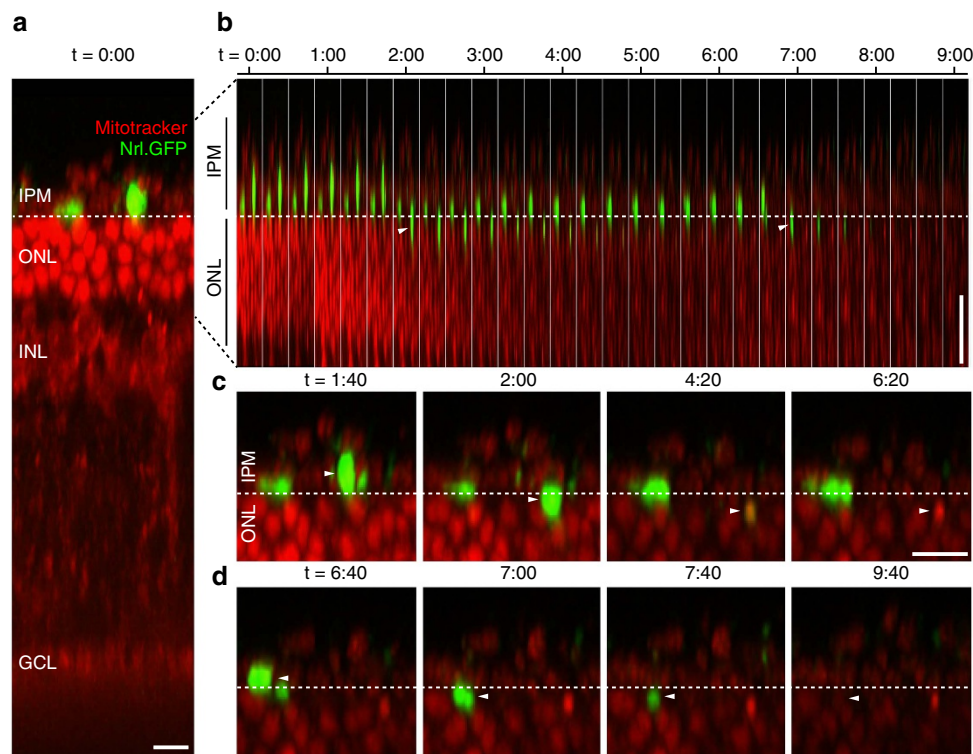 a
t = 0:00
Mitotracker
Nrl.GFP
IPM
ONL
INL
GCL
b
t = 0:00 1:00 2:00 3:00 4:00 5:00 6:00 7:00 8:00 9:00
IPM
ONL
c
t = 1:40 2:00 4:20 6:20
IPM
ONL
d
t = 6:40 7:00 7:40 9:40